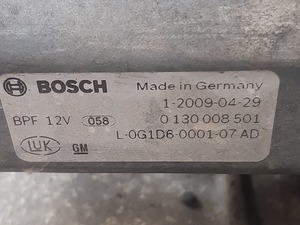 BOSCH Made in Germany
1-2009-04-29
BPF 12V 058 0 130 008 501
L-0G1D6-0001-07 AD
LUK GM